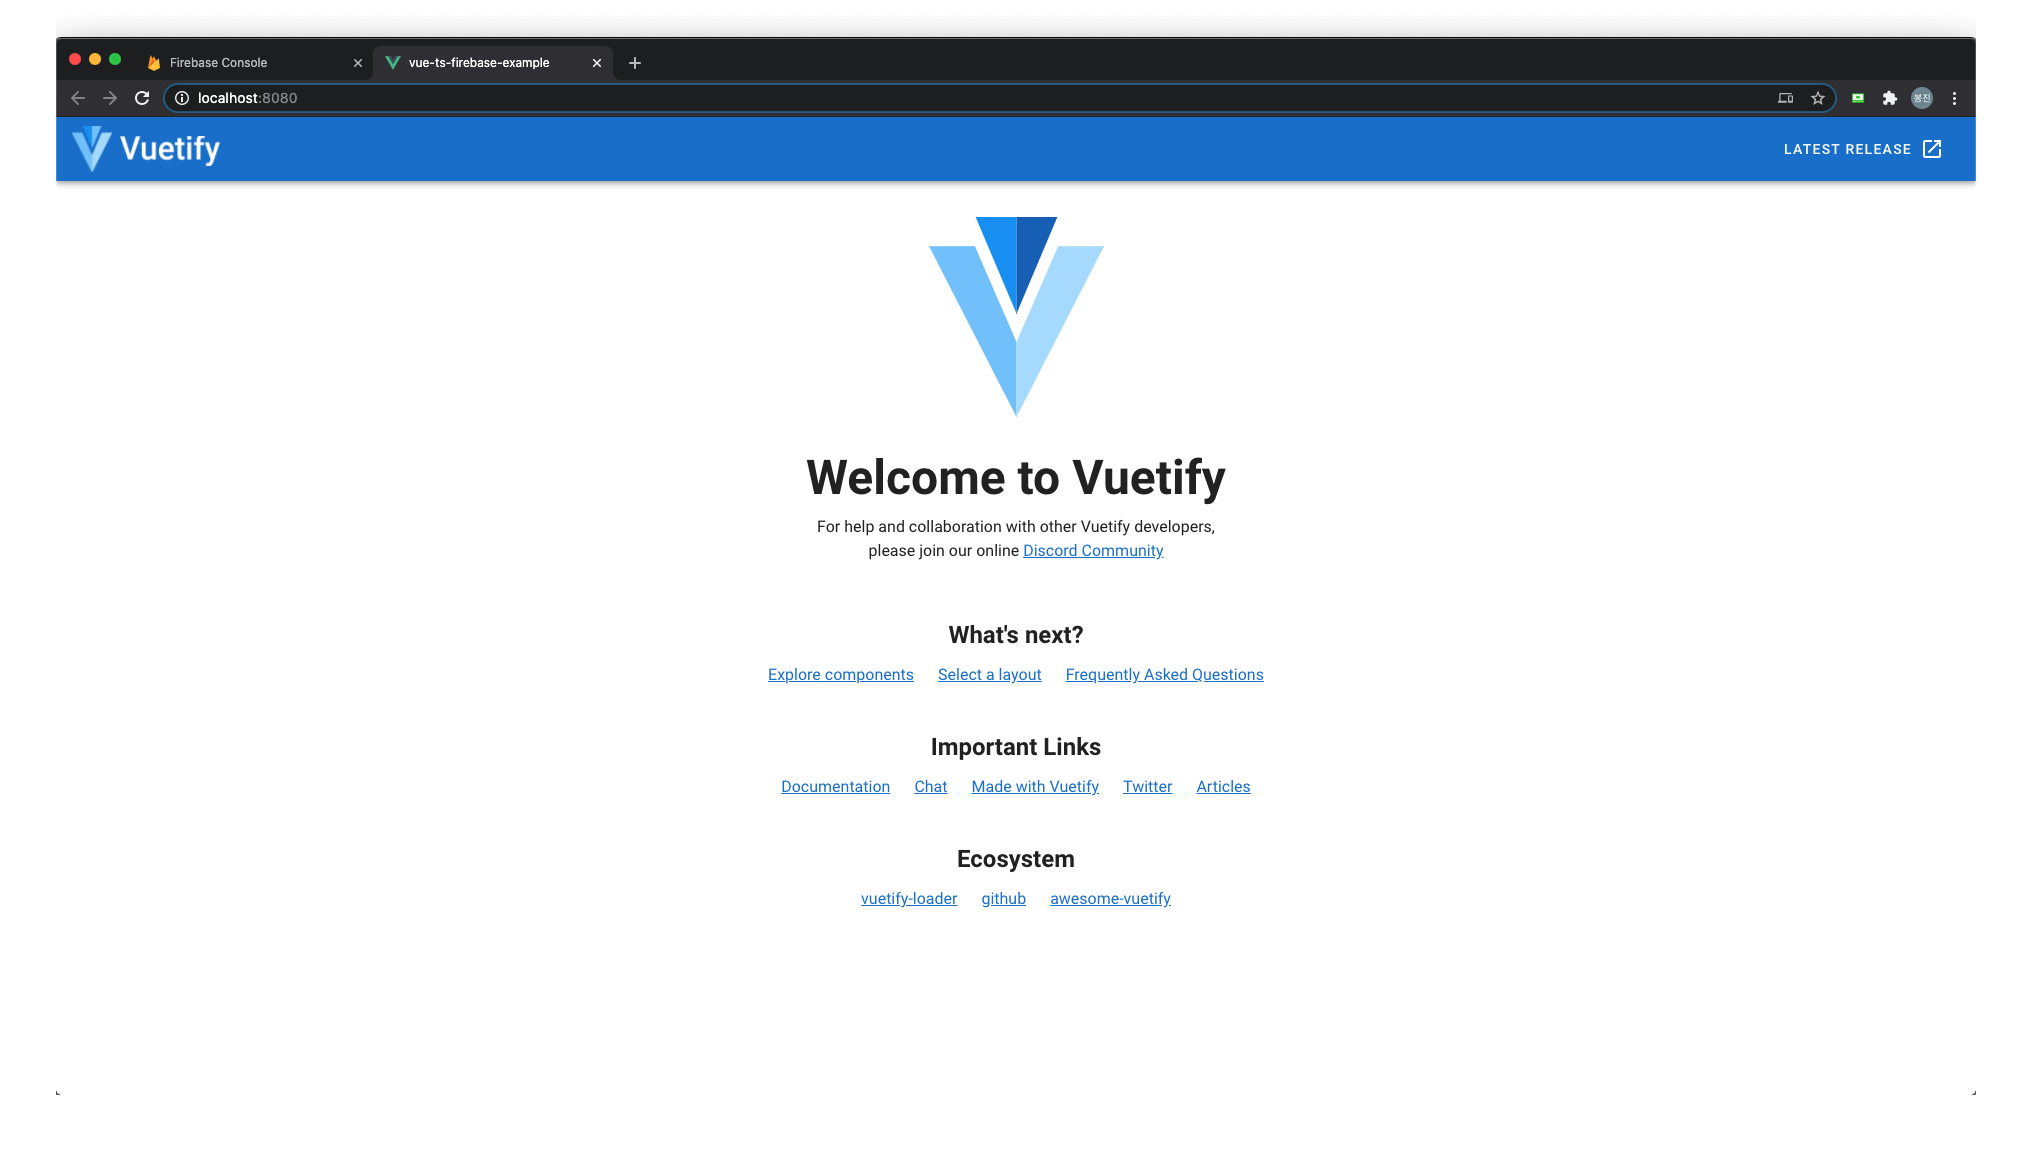 Firebase Console
vue-ts-firebase-example
localhost:8080
봉진
Vuetify
LATEST RELEASE
Welcome to Vuetify
For help and collaboration with other Vuetify developers,
please join our online Discord Community
What's next?
Explore components Select a layout Frequently Asked Questions
Important Links
Documentation Chat Made with Vuetify Twitter Articles
Ecosystem
vuetify-loader github awesome-vuetify